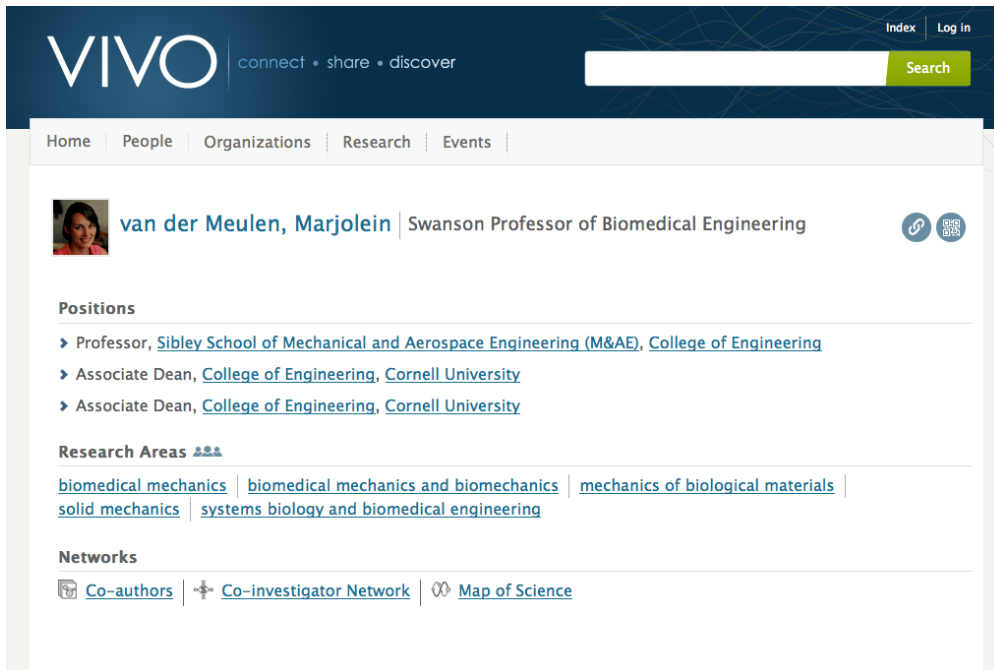 Index Log in
VIVO connect • share • discover
Search
Home People Organizations Research Events
van der Meulen, Marjolein Swanson Professor of Biomedical Engineering
Positions
Professor, Sibley School of Mechanical and Aerospace Engineering (M&AE), College of Engineering
Associate Dean, College of Engineering, Cornell University
Associate Dean, College of Engineering, Cornell University
Research Areas
biomedical mechanics biomedical mechanics and biomechanics mechanics of biological materials
solid mechanics systems biology and biomedical engineering
Networks
Co-authors Co-investigator Network Map of Science